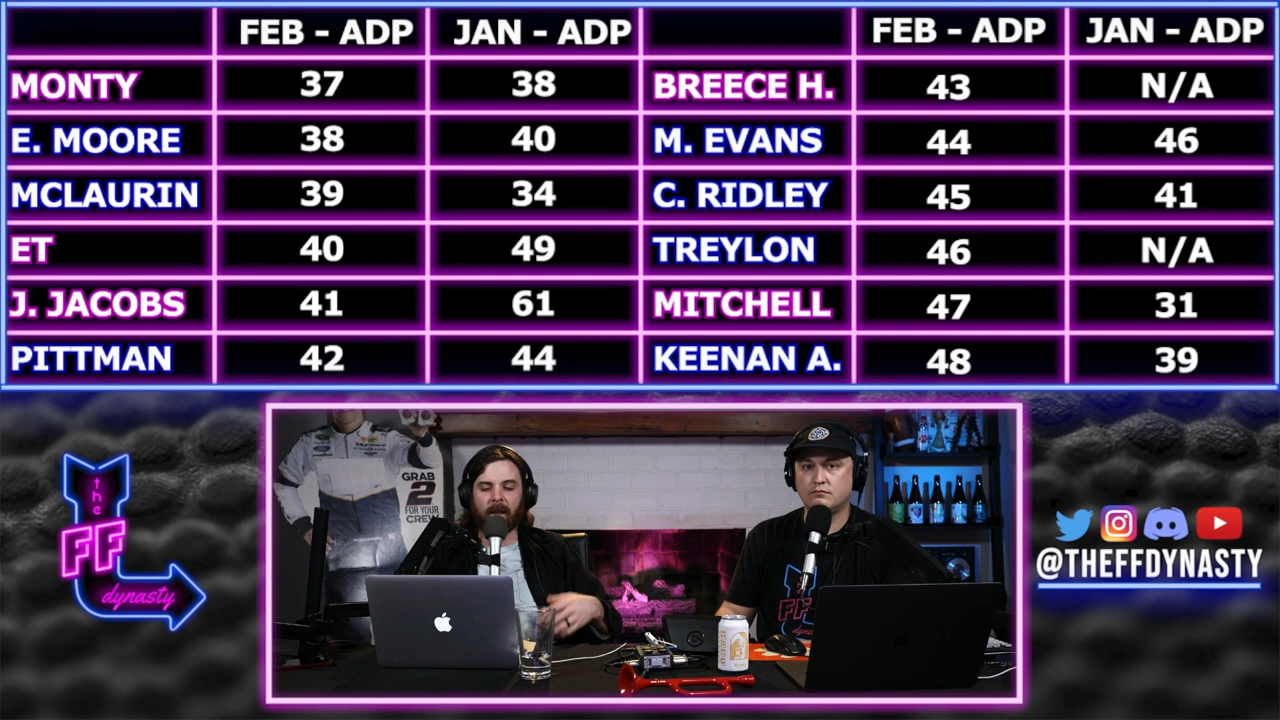 FEB - ADP JAN - ADP FEB - ADP JAN - ADP
MONTY 37 38 BREECE H. 43 N/A
E. MOORE 38 40 M. EVANS 44 46
MCLAURIN 39 34 C. RIDLEY 45 41
ET 40 49 TREYLON 46 N/A
J. JACOBS 41 61 MITCHELL 47 31
PITTMAN 42 44 KEENAN A. 48 39
the
FF
dynasty
GRAB
2
FOR YOUR
CREW
FF
@THEFFDYNASTY